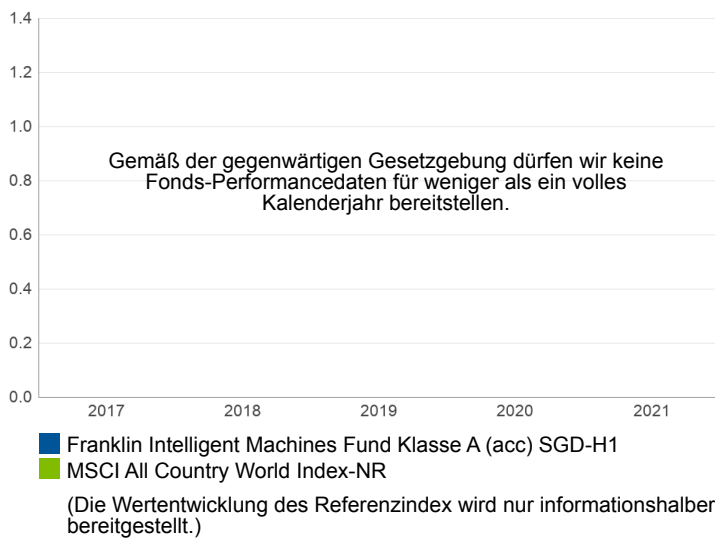 1.4
1.2
1.0
Gemäß der gegenwärtigen Gesetzgebung dürfen wir keine
0.8
Fonds-Performancedaten für weniger als ein volles
Kalenderjahr bereitstellen.
0.6
0.4
0.2
0.0
2017 2018 2019 2020 2021
Franklin Intelligent Machines Fund Klasse A (acc) SGD-H1
MSCI All Country World Index-NR
(Die Wertentwicklung des Referenzindex wird nur informationshalber
bereitgestellt.)